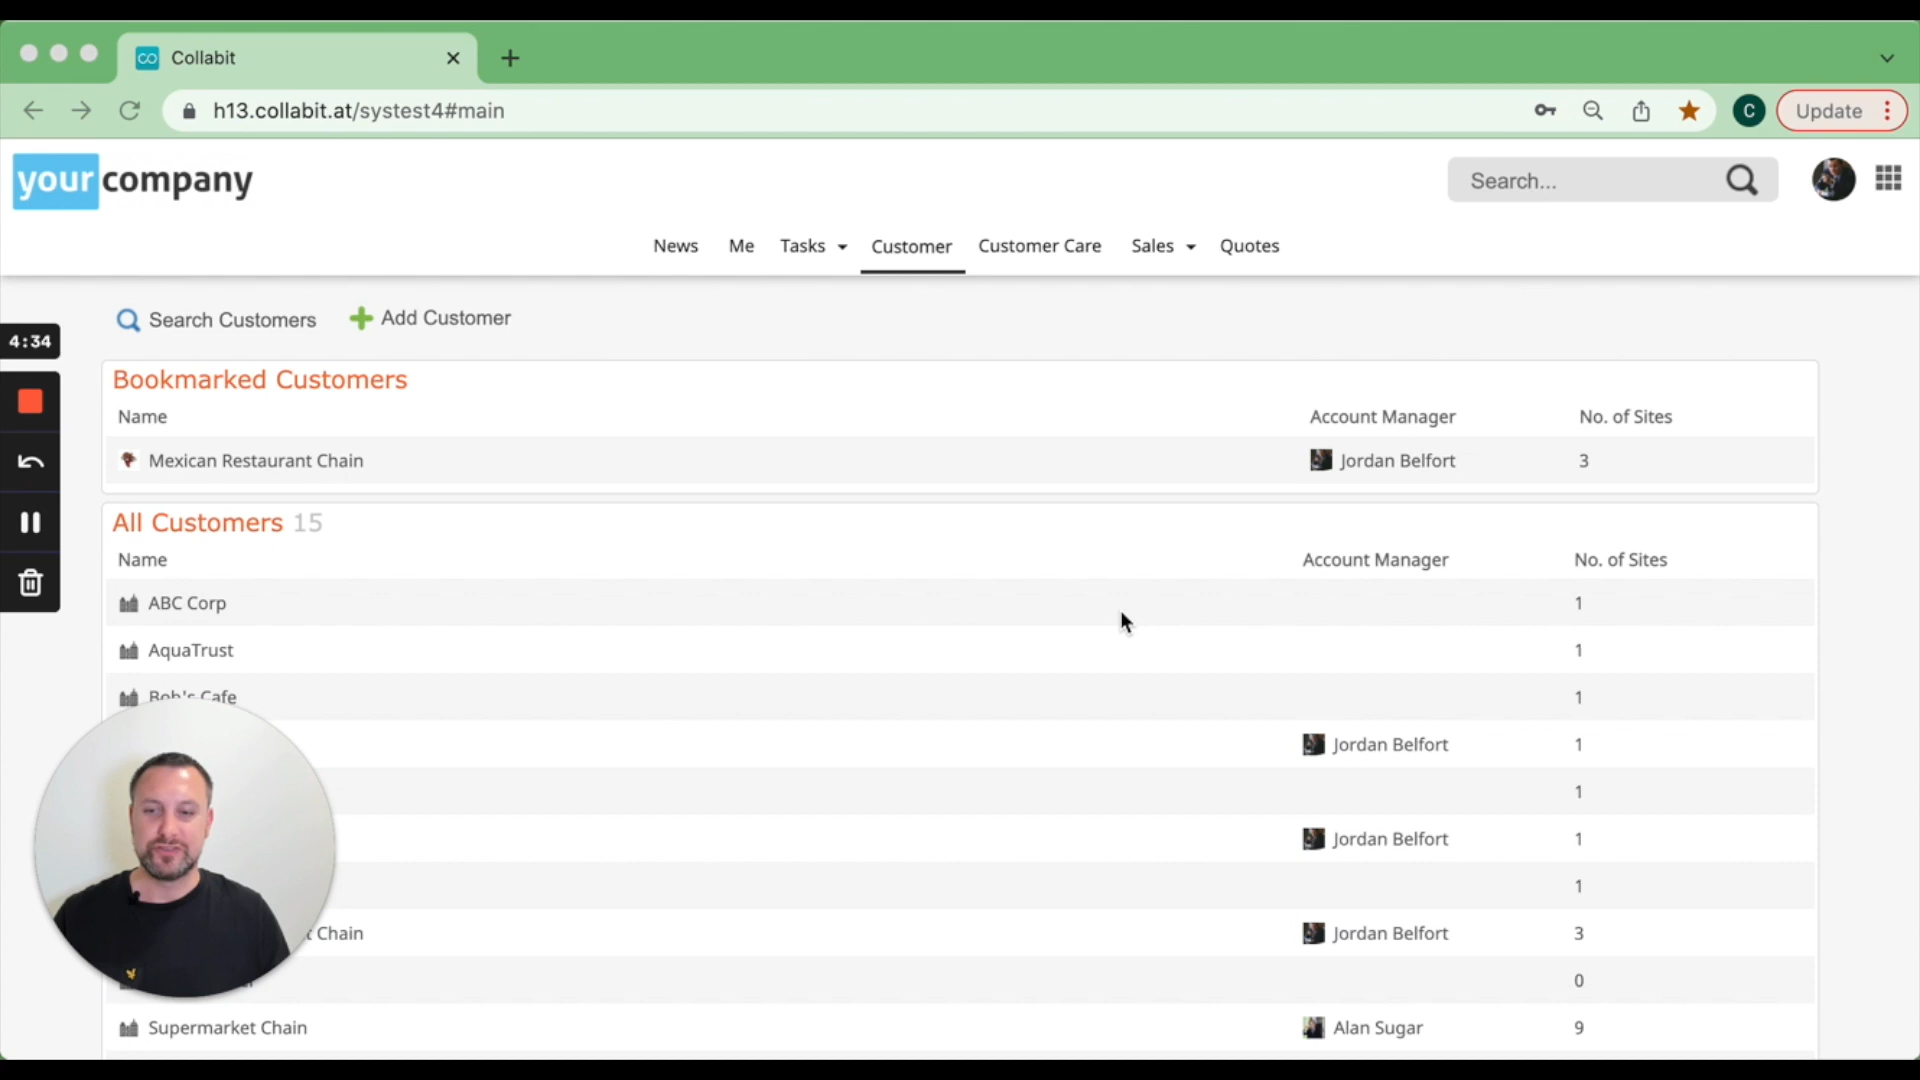 Collabit
h13.collabit.at/systest4#main
C
Update
yourcompany
Search...
News Me Tasks Customer Customer Care Sales Quotes
Search Customers Add Customer
4:34
Bookmarked Customers
Name Account Manager No. of Sites
Mexican Restaurant Chain Jordan Belfort 3
All Customers 15
Name Account Manager No. of Sites
ABC Corp 1
AquaTrust 1
Bob's Cafe 1
Jordan Belfort 1
1
Jordan Belfort 1
1
Chain Jordan Belfort 3
0
Supermarket Chain Alan Sugar 9